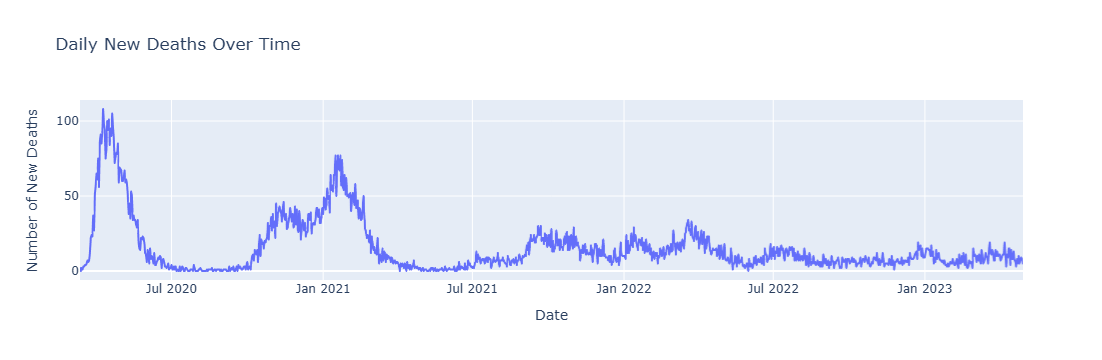 Daily New Deaths Over Time
Number of New Deaths
100
50
0
Jul 2020
Jan 2021
Jul 2021
Jan 2022
Jul 2022
Jan 2023
Date